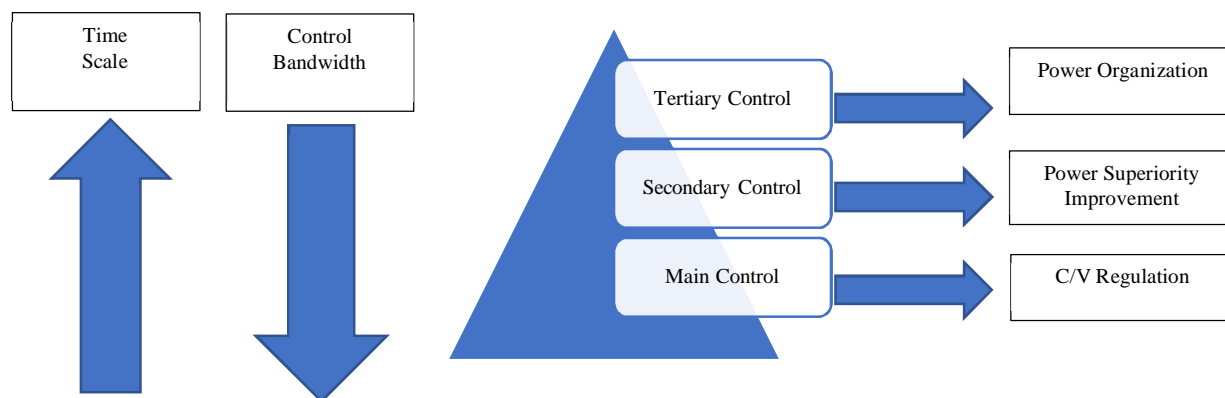 Time
Scale
Control
Bandwidth
Tertiary Control
Power Organization
Secondary Control
Power Superiority
Improvement
Main Control
C/V Regulation